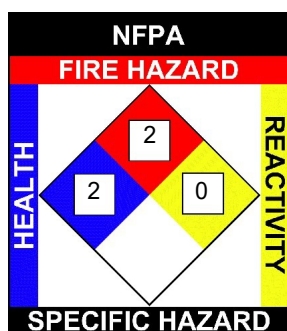 NFPA
FIRE HAZARD
HEALTH
2
2
0
REACTIVITY
SPECIFIC HAZARD